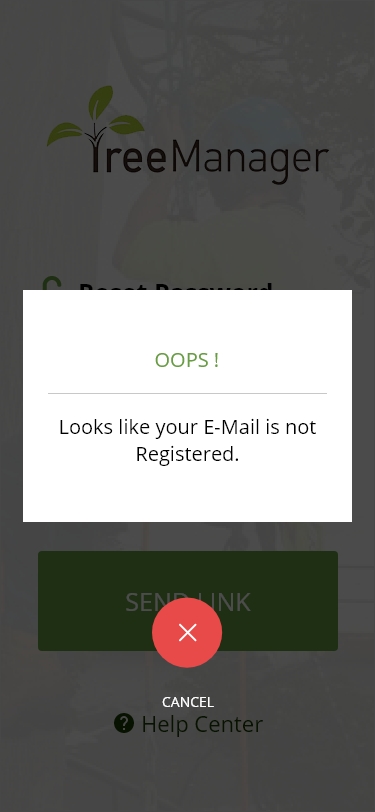 TreeManager
Reset Password
OOPS !
Looks like your E-Mail is not
Registered.
SEND LINK
CANCEL
Help Center